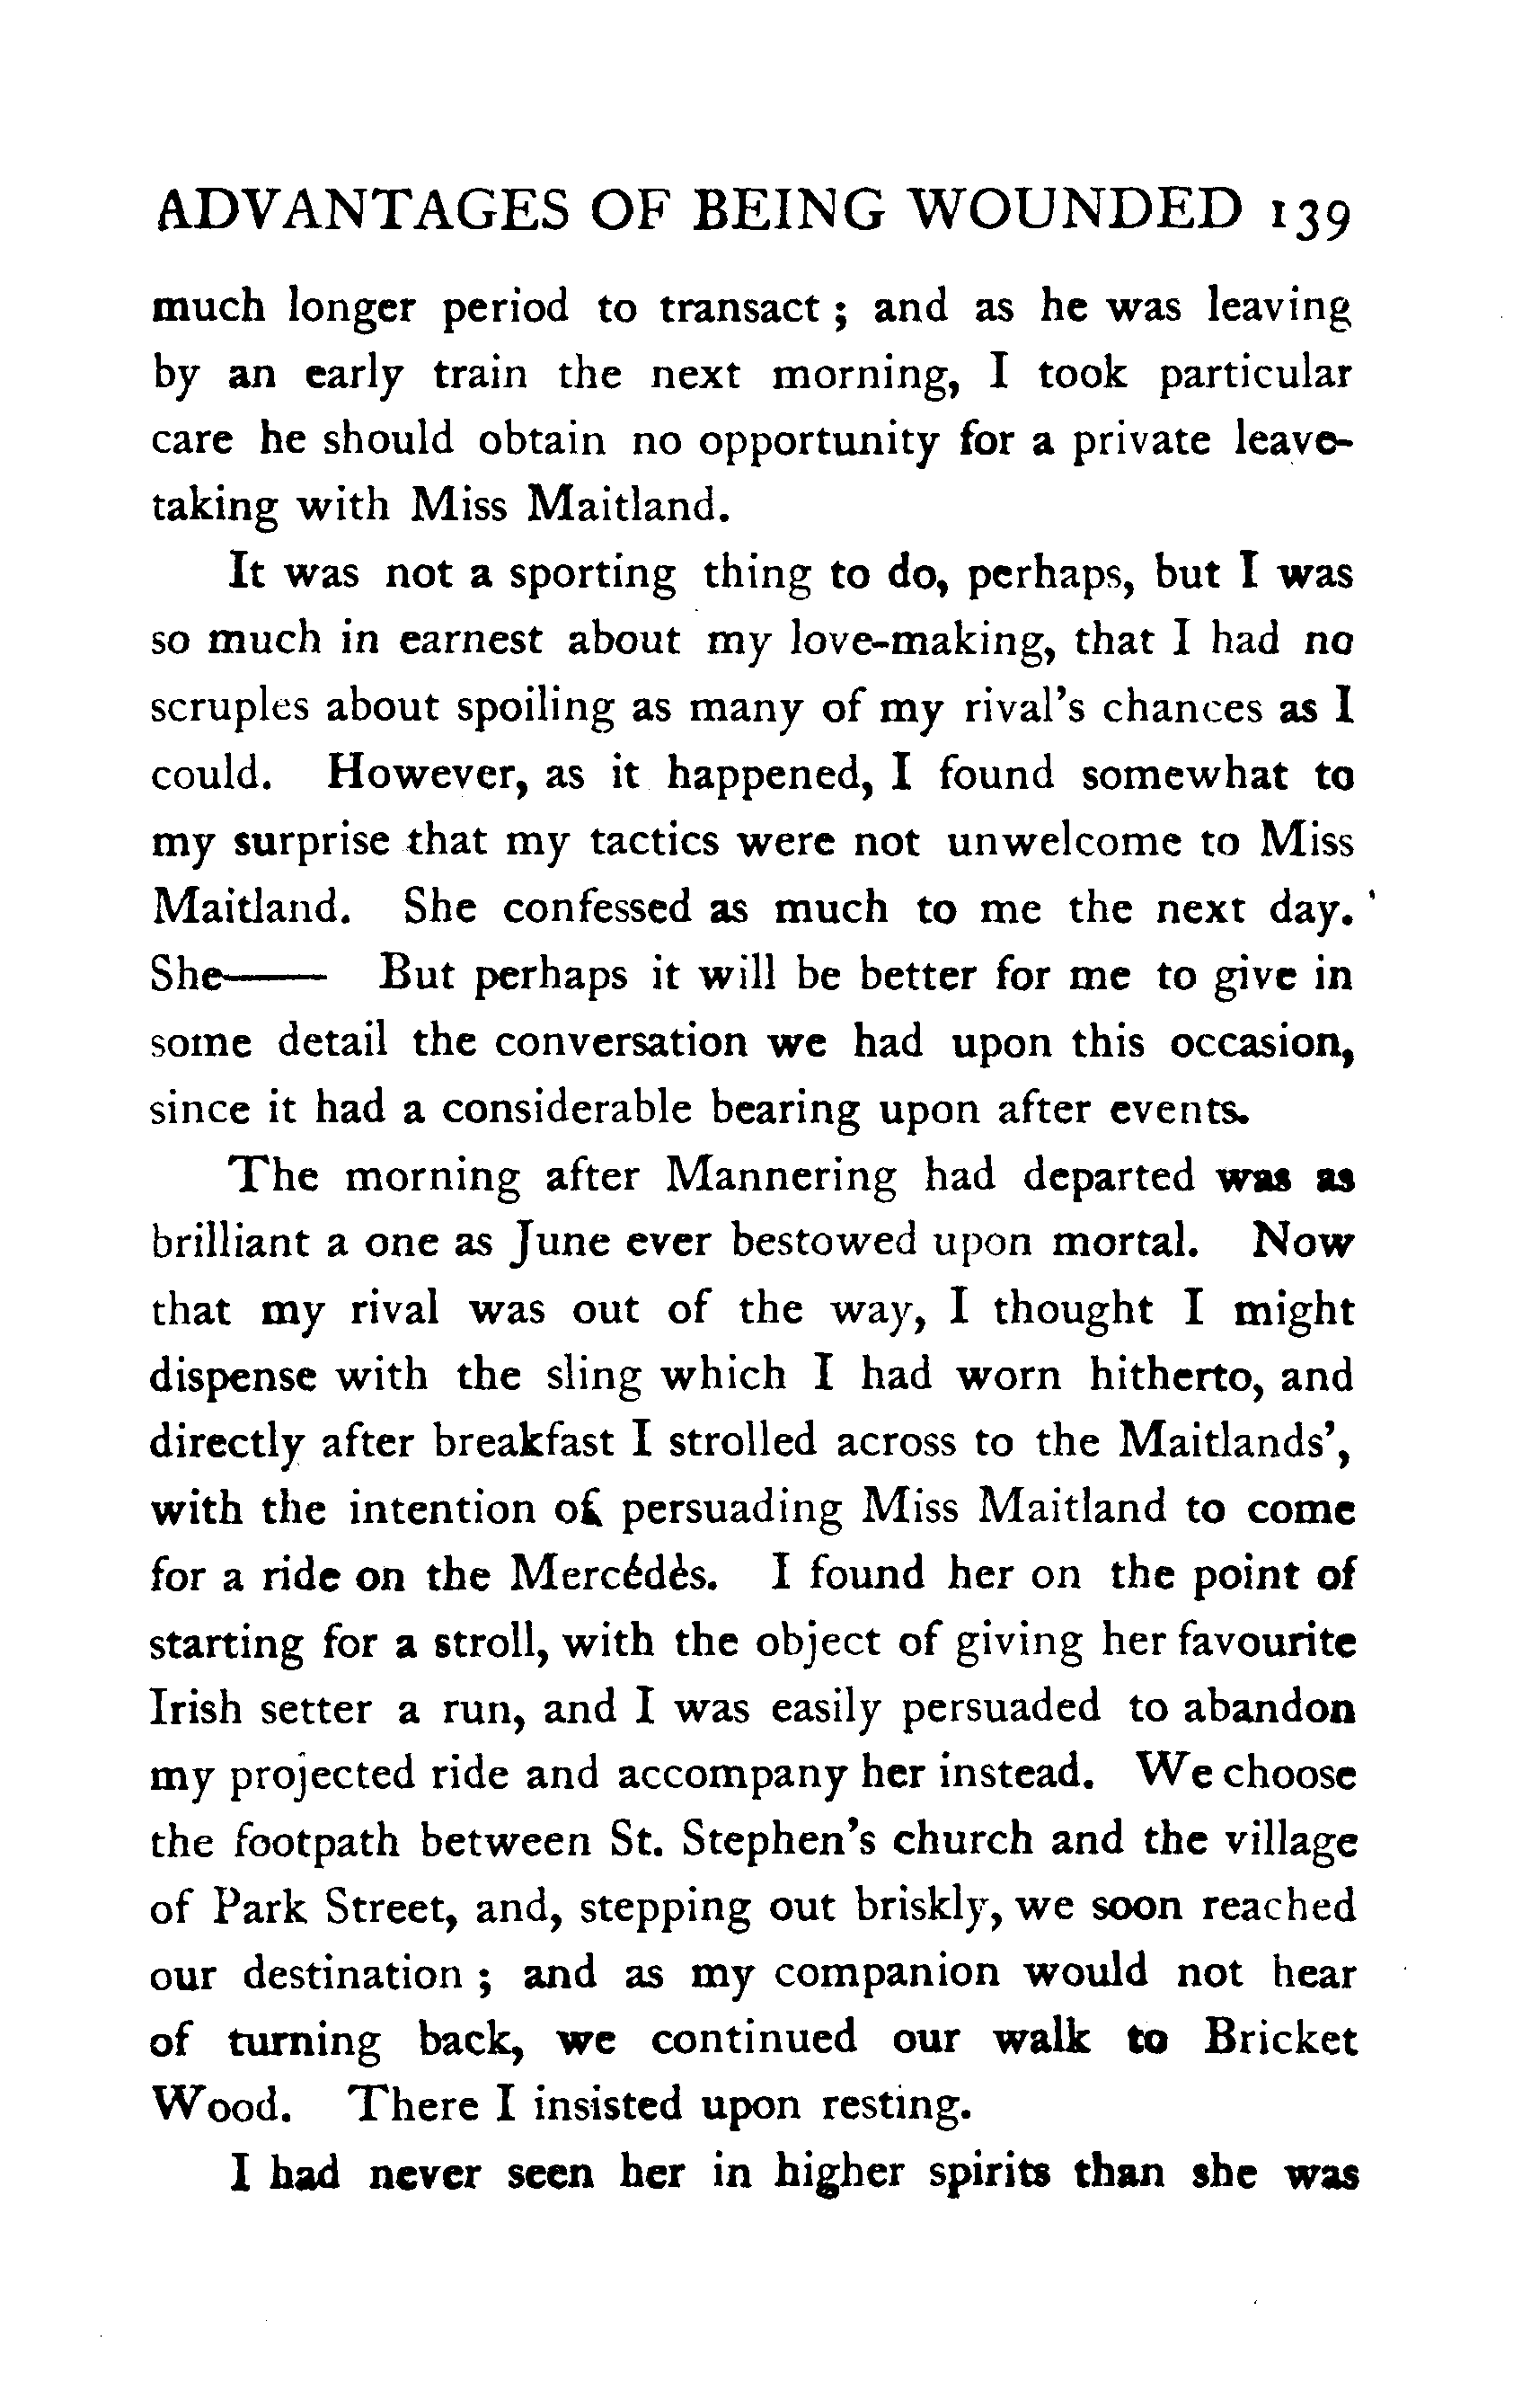 ADVANTAGES OF BEING WOUNDED 139
much longer period to transact ; and as he was leaving
by an early train the next morning, I took particular
care he should obtain no opportunity for a private leave-
taking with Miss Maitland.
It was not a sporting thing to do, perhaps, but I was
so much in earnest about my love-making, that I had no
scruples about spoiling as many of my rival's chances as I
could. However, as it happened, I found somewhat to
my surprise that my tactics were not unwelcome to Miss
Maitland. She confessed as much to me the next day.
She—— But perhaps it will be better for me to give in
some detail the conversation we had upon this occasion,
since it had a considerable bearing upon after events.
The morning after Mannering had departed was as
brilliant a one as June ever bestowed upon mortal. Now
that my rival was out of the way, I thought I might
dispense with the sling which I had worn hitherto, and
directly after breakfast I strolled across to the Maitlands',
with the intention of persuading Miss Maitland to come
for a ride on the Mercédès. I found her on the point of
starting for a stroll, with the object of giving her favourite
Irish setter a run, and I was easily persuaded to abandon
my projected ride and accompany her instead. We choose
the footpath between St. Stephen's church and the village
of Park Street, and, stepping out briskly, we soon reached
our destination ; and as my companion would not hear
of turning back, we continued our walk to Bricket
Wood. There I insisted upon resting.
I had never seen her in higher spirits than she was